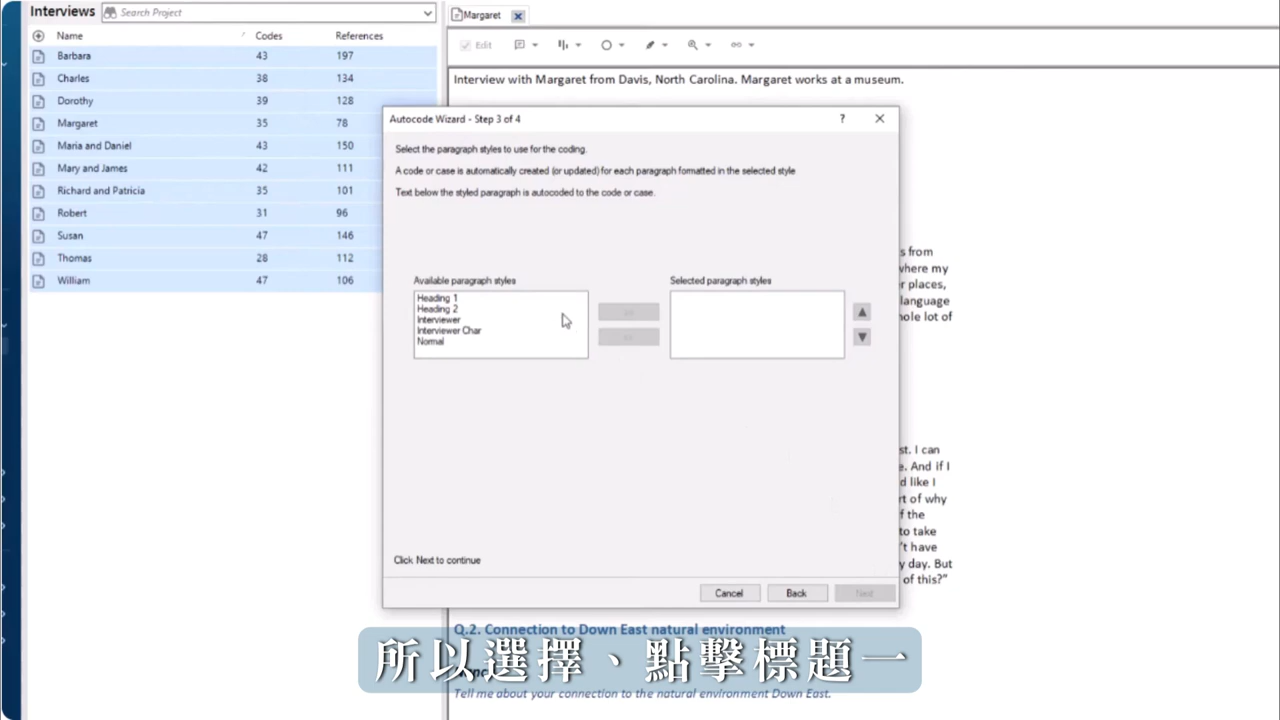 Interviews
Search Project
Name Codes References
Barbara 43 197
Charles 38 134
Dorothy 39 128
Margaret 35 78
Maria and Daniel 43 150
Mary and James 42 111
Richard and Patricia 35 101
Robert 31 96
Susan 47 146
Thomas 28 112
William 47 106
Margaret
Edit
Interview with Margaret from Davis, North Carolina. Margaret works at a museum.
Autocode Wizard - Step 3 of 4
Select the paragraph styles to use for the coding.
A code or case is automatically created (or updated) for each paragraph formatted in the selected style
Text below the styled paragraph is autocoded to the code or case.
Available paragraph styles
Heading 1
Heading 2
Interviewer
Interviewer Char
Normal
Selected paragraph styles
Click Next to continue
Cancel Back Next
from
where my
places,
language
lot of
st. I can
And if I
like I
of why
f the
to take
't have
day. But
of this?"
Q.2. Connection to Down East natural environment
所以選擇、點擊標題一
Tell me about your connection to the natural environment Down East.